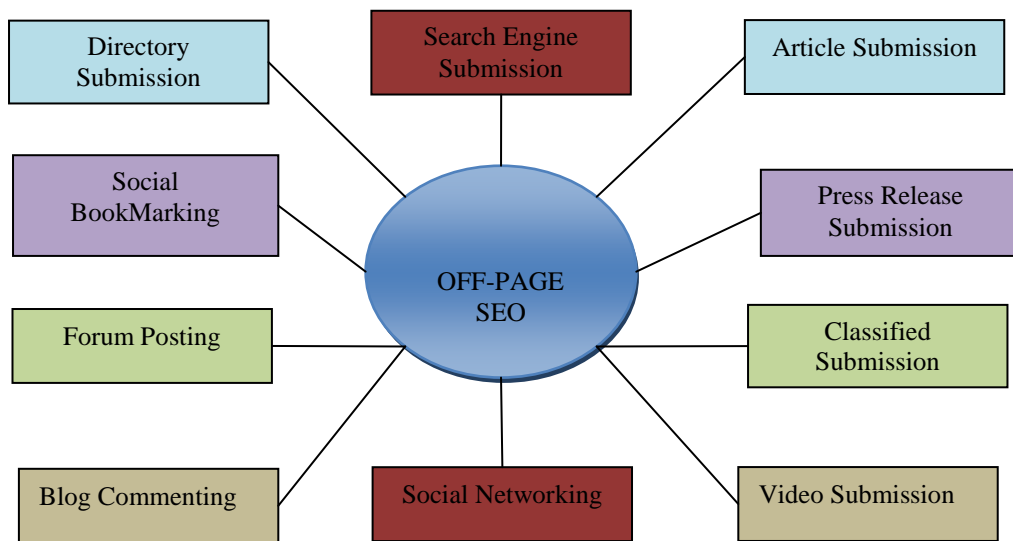 Directory
Submission
Search Engine
Submission
Article Submission
Social
BookMarking
Press Release
Submission
OFF-PAGE
SEO
Forum Posting
Classified
Submission
Blog Commenting
Social Networking
Video Submission